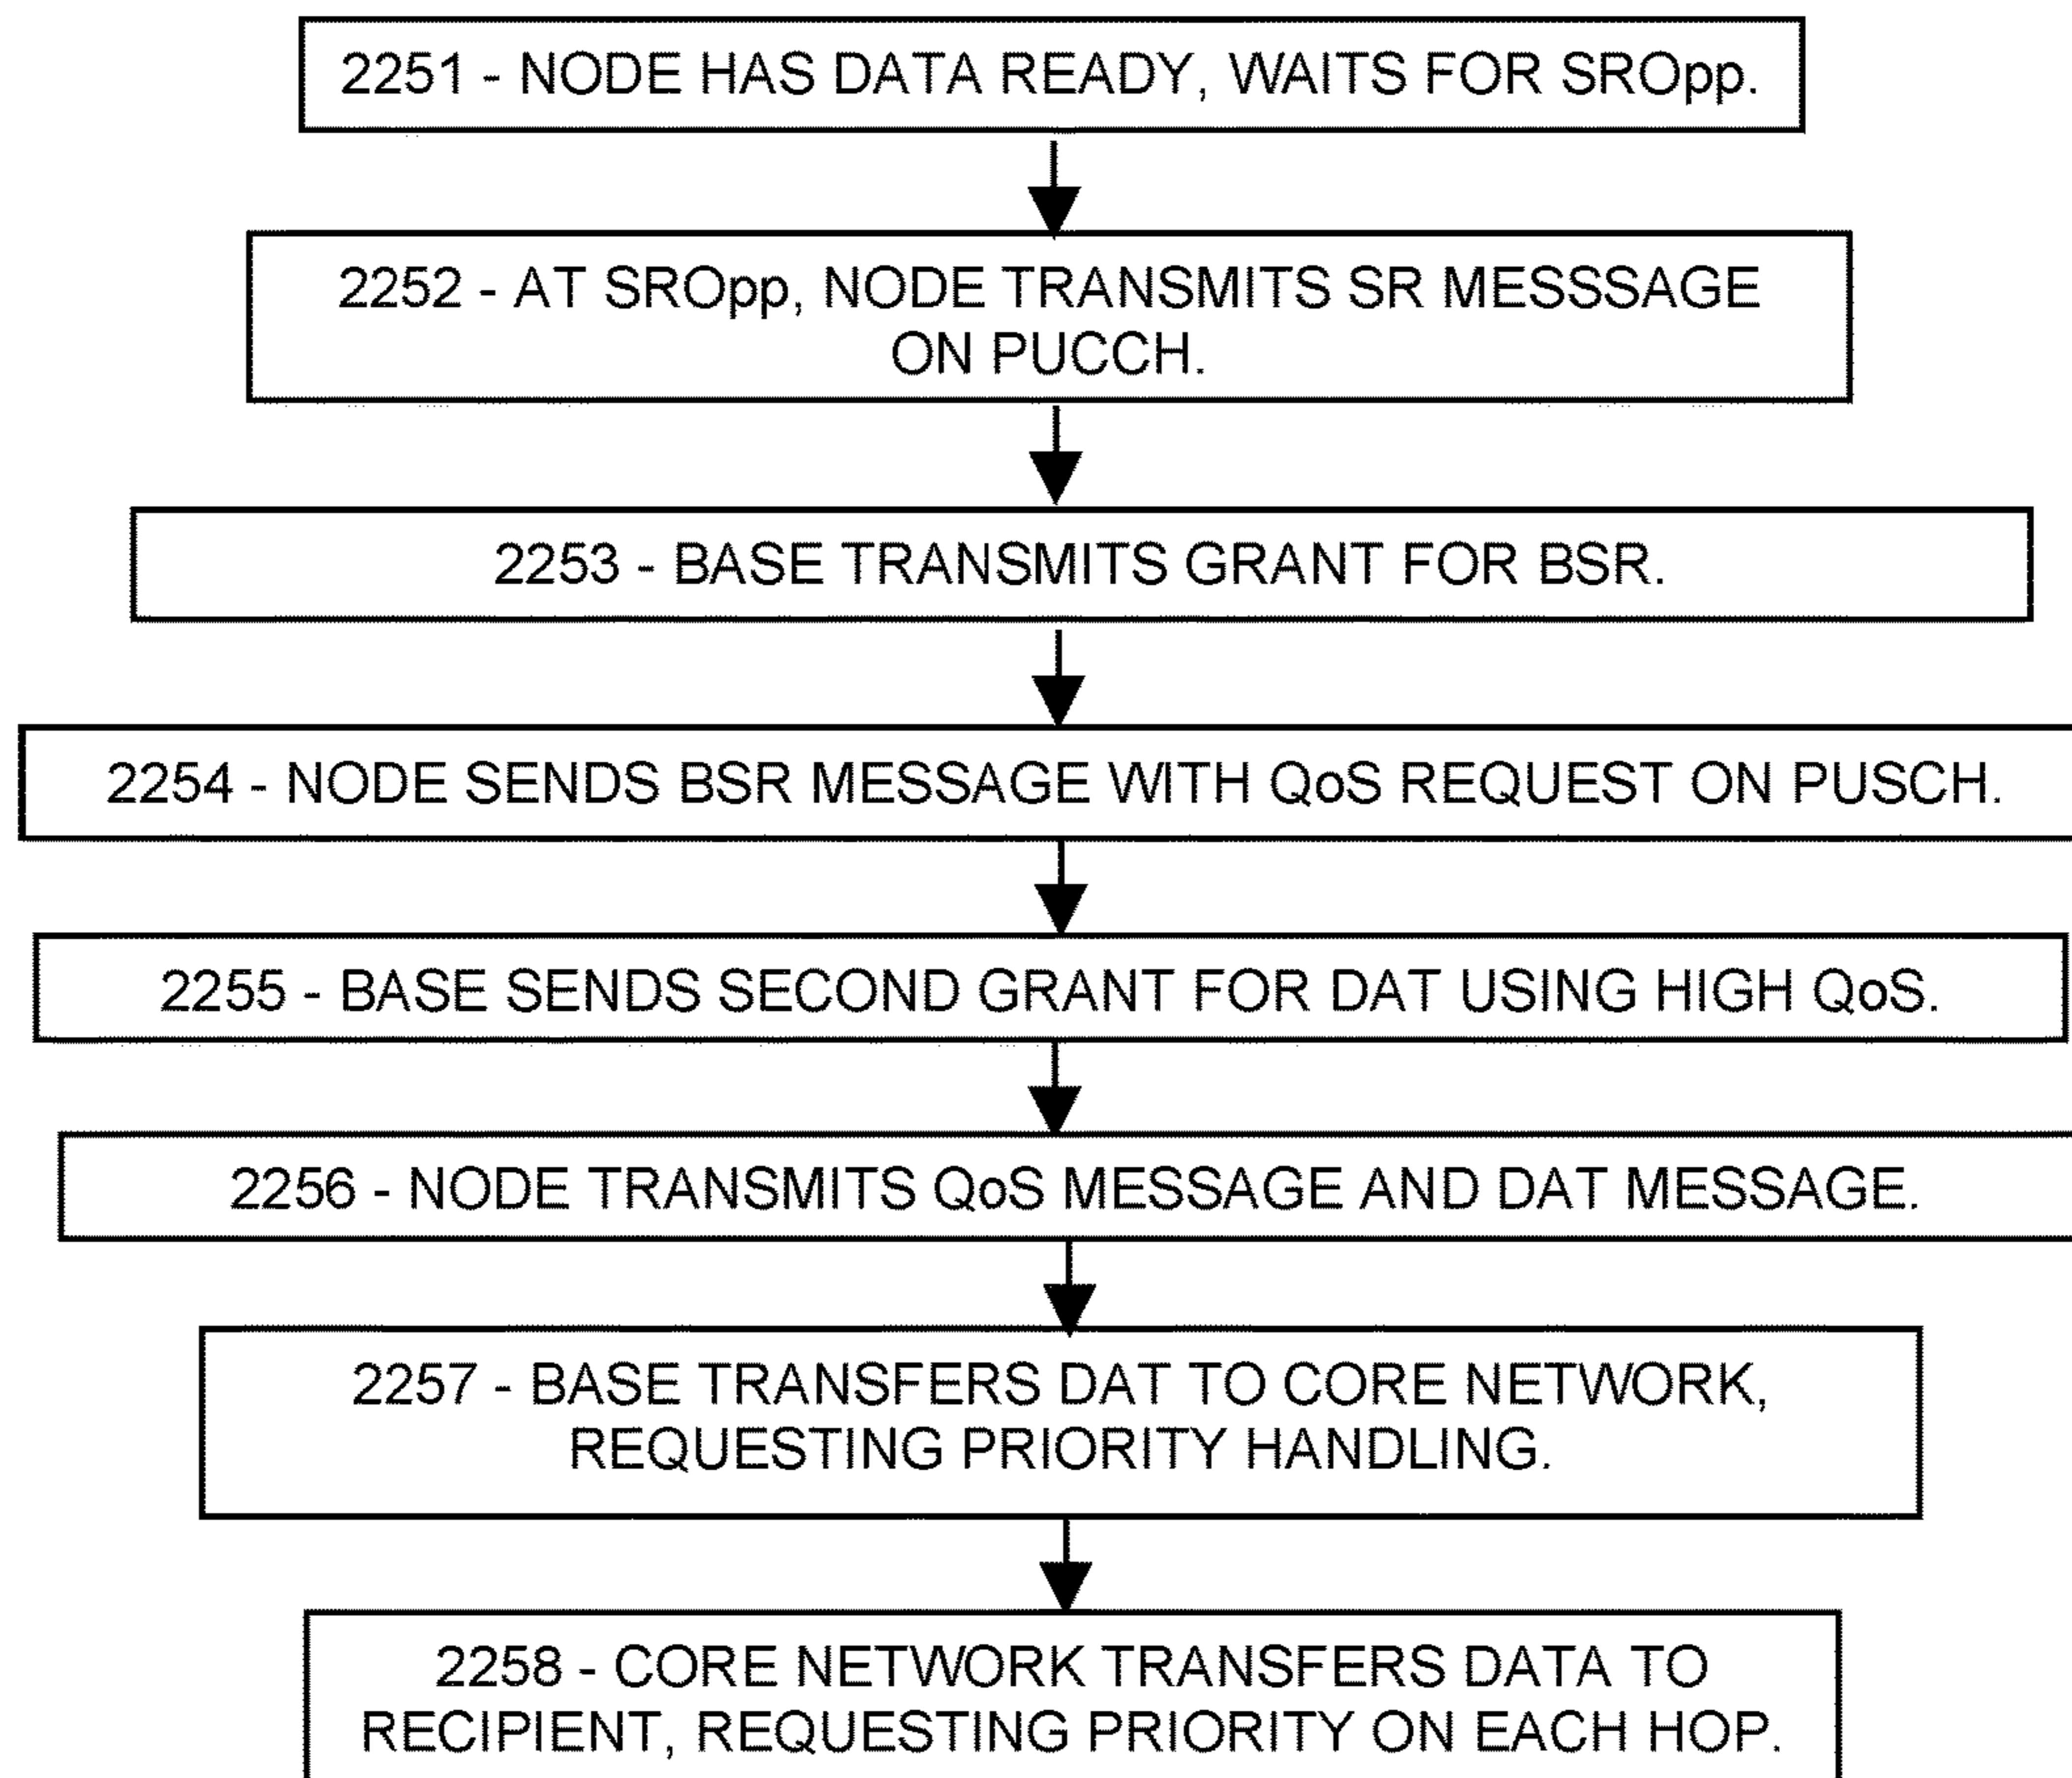 2251 - NODE HAS DATA READY, WAITS FOR SROpp.
2252 - AT SROpp, NODE TRANSMITS SR MESSSAGE
ON PUCCH.
2253 - BASE TRANSMITS GRANT FOR BSR.
2254 - NODE SENDS BSR MESSAGE WITH QoS REQUEST ON PUSCH.
2255 - BASE SENDS SECOND GRANT FOR DAT USING HIGH QoS.
2256 - NODE TRANSMITS QoS MESSAGE AND DAT MESSAGE.
2257 - BASE TRANSFERS DAT TO CORE NETWORK,
REQUESTING PRIORITY HANDLING.
2258 - CORE NETWORK TRANSFERS DATA TO
RECIPIENT, REQUESTING PRIORITY ON EACH HOP.